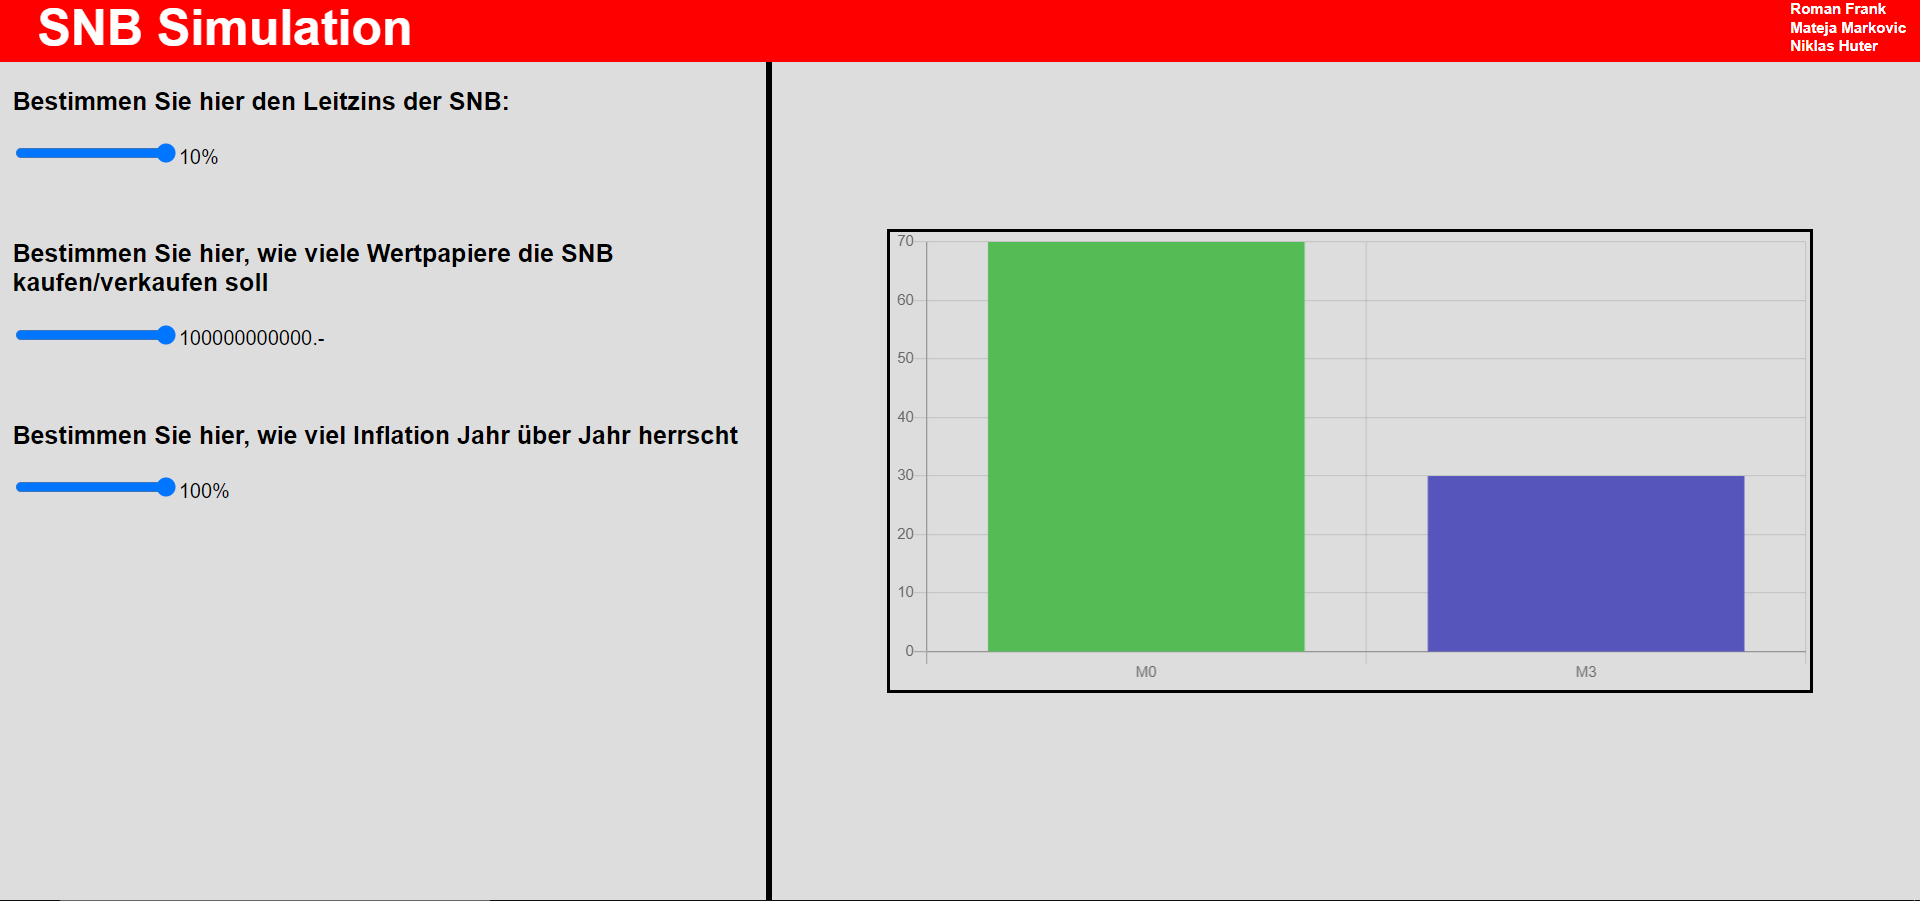 SNB Simulation
Roman Frank
Mateja Markovic
Niklas Huter
Bestimmen Sie hier den Leitzins der SNB:
10%
Bestimmen Sie hier, wie viele Wertpapiere die SNB
kaufen/verkaufen soll
100000000000.-
Bestimmen Sie hier, wie viel Inflation Jahr über Jahr herrscht
100%
70
60
50
40
30
20
10
0
M0 M3